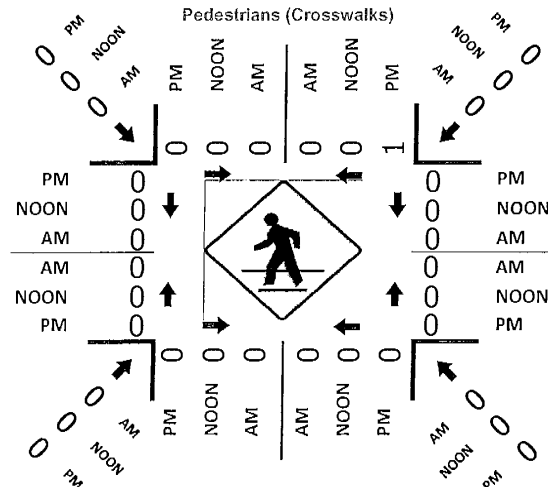 Pedestrians (Crosswalks)
0 PM PM 0
0 NOON NOON 0
0 AM AM 0
PM NOON AM AM NOON PM
0 0 0 0 0 1
PM 0 0 PM
NOON 0 0 NOON
AM 0 0 AM
AM 0 0 AM
NOON 0 0 NOON
PM 0 0 PM
0 0 0 0 0 0
PM NOON AM AM NOON PM
0 AM AM 0
0 NOON NOON 0
0 PM PM 0